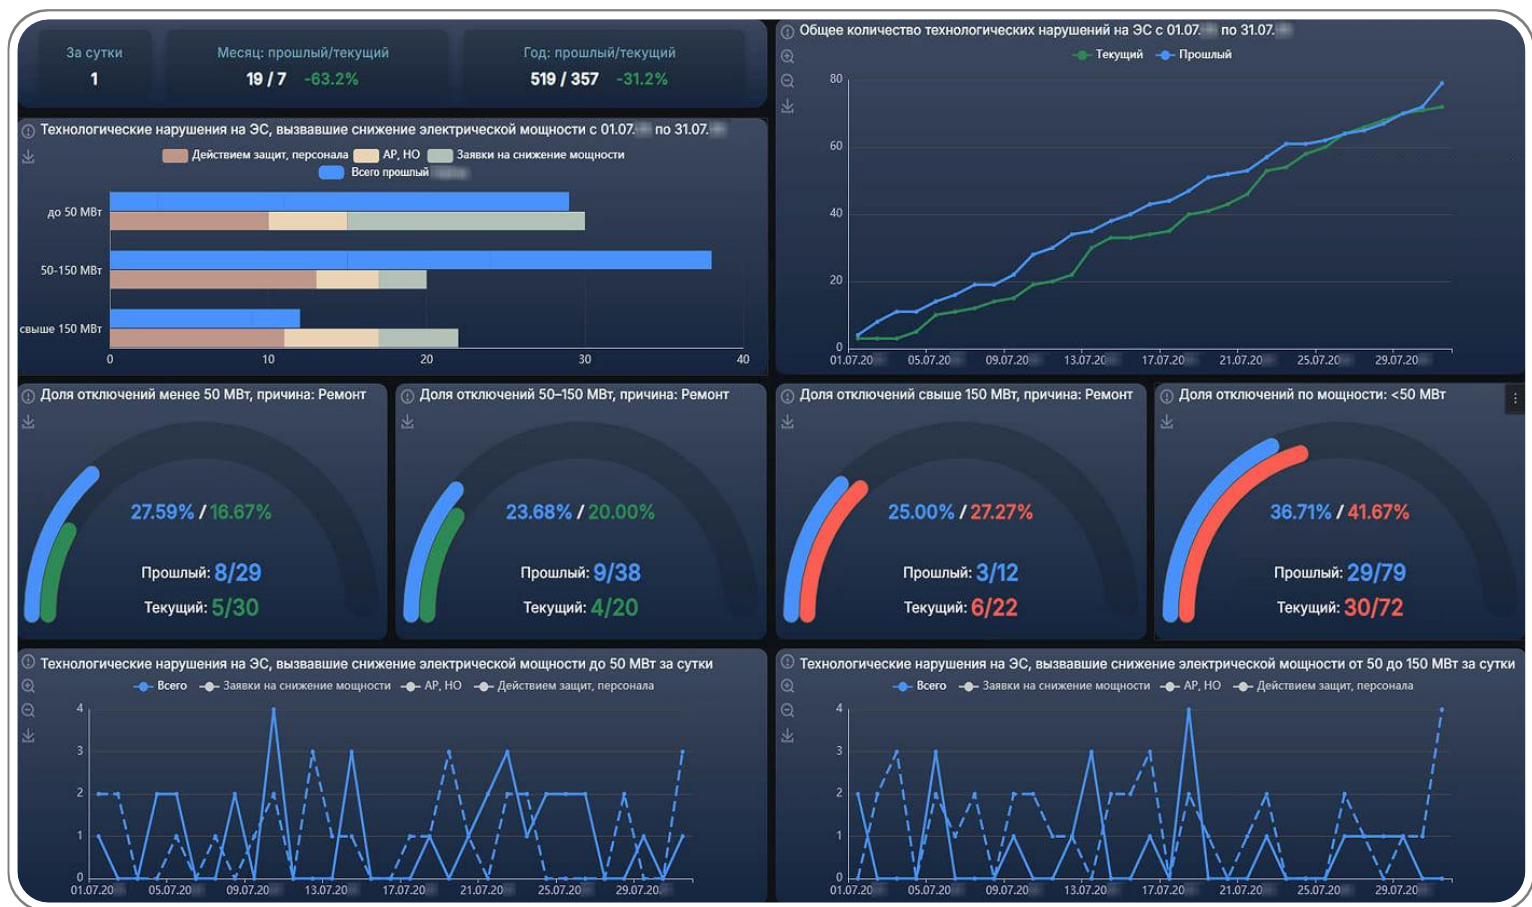 За сутки
1
Месяц: прошлый/текущий
19 / 7 -63.2%
Год: прошлый/текущий
519 / 357 -31.2%
Технологические нарушения на ЭС, вызвавшие снижение электрической мощности с 01.07. по 31.07.
Действием защит, персонала АР, НО Заявки на снижение мощности
Всего прошлый
до 50 МВт
50-150 МВт
свыше 150 МВт
0 10 20 30 40
Общее количество технологических нарушений на ЭС с 01.07. по 31.07.
Текущий Прошлый
80
60
40
20
0
01.07.20 05.07.20 09.07.20 13.07.20 17.07.20 21.07.20 25.07.20 29.07.20
Доля отключений менее 50 МВт, причина: Ремонт
27.59% / 16.67%
Прошлый: 8/29
Текущий: 5/30
Доля отключений 50–150 МВт, причина: Ремонт
23.68% / 20.00%
Прошлый: 9/38
Текущий: 4/20
Доля отключений свыше 150 МВт, причина: Ремонт
25.00% / 27.27%
Прошлый: 3/12
Текущий: 6/22
Доля отключений по мощности: <50 МВт
36.71% / 41.67%
Прошлый: 29/79
Текущий: 30/72
Технологические нарушения на ЭС, вызвавшие снижение электрической мощности до 50 МВт за сутки
Всего Заявки на снижение мощности АР, НО Действием защит, персонала
4
3
2
1
0
01.07.20 05.07.20 09.07.20 13.07.20 17.07.20 21.07.20 25.07.20 29.07.20
Технологические нарушения на ЭС, вызвавшие снижение электрической мощности от 50 до 150 МВт за сутки
Всего Заявки на снижение мощности АР, НО Действием защит, персонала
4
3
2
1
0
01.07.20 05.07.20 09.07.20 13.07.20 17.07.20 21.07.20 25.07.20 29.07.20